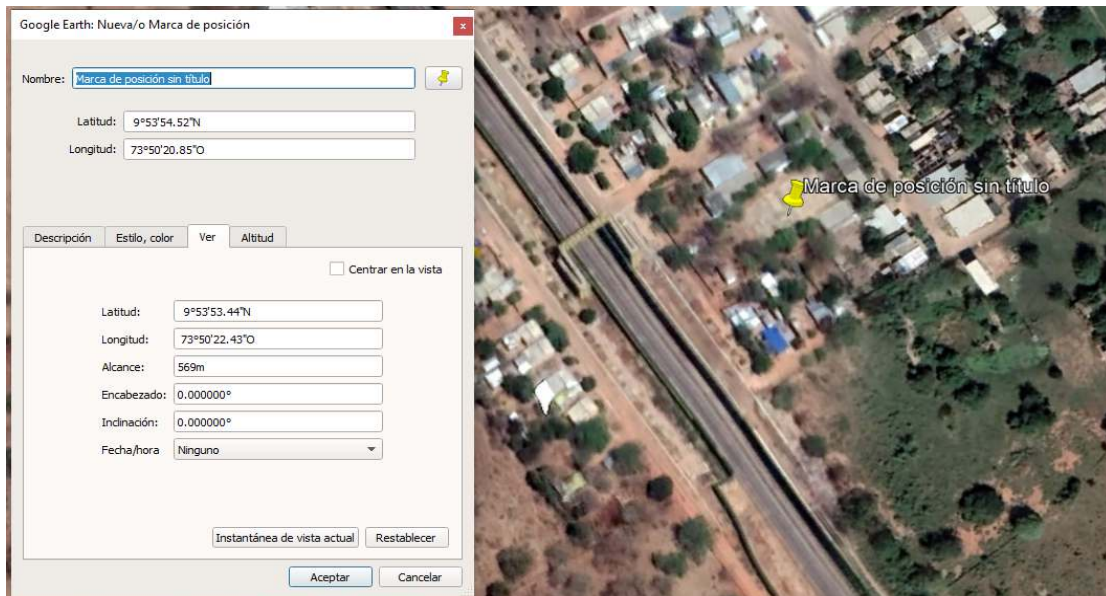 Google Earth: Nueva/o Marca de posición
x
Nombre: Marca de posición sin título
Latitud: 9°53'54.52"N
Longitud: 73°50'20.85"O
Descripción Estilo, color Ver Altitud
Centrar en la vista
Latitud: 9°53'53.44"N
Longitud: 73°50'22.43"O
Alcance: 569m
Encabezado: 0.000000°
Inclinación: 0.000000°
Fecha/hora Ninguno
Instantánea de vista actual Restablecer
Aceptar Cancelar
Marca de posición sin título